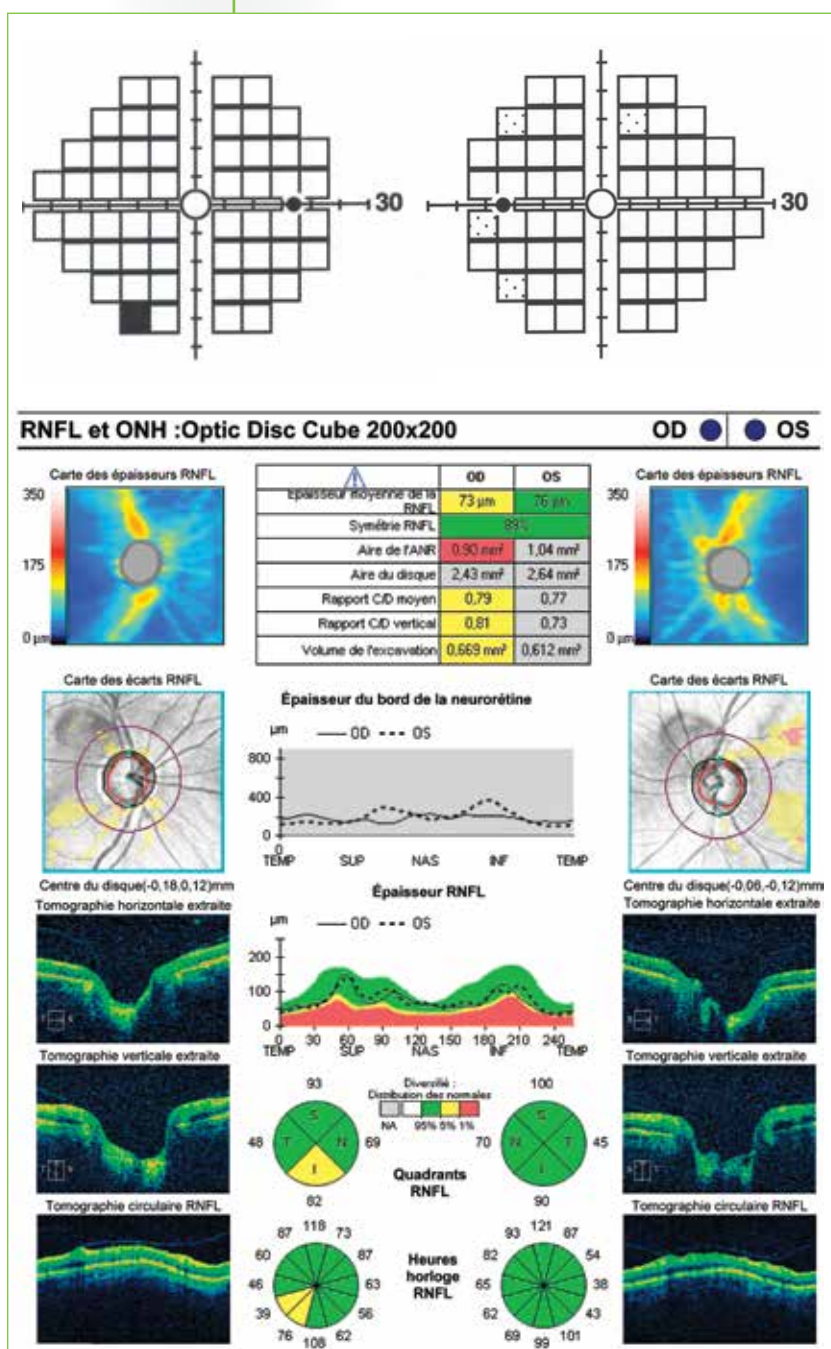 30 30
RNFL et ONH :Optic Disc Cube 200x200 OD OS
Carte des épaisseurs RNFL
350
175
0 µm
OD OS
Epaisseur moyenne de la RNFL 73 µm 76 µm
Symétrie RNFL 89%
Aire de l'ANR 0,90 mm² 1,04 mm²
Aire du disque 2,43 mm² 2,64 mm²
Rapport C/D moyen 0,79 0,77
Rapport C/D vertical 0,81 0,73
Volume de l'excavation 0,669 mm³ 0,612 mm³
Carte des épaisseurs RNFL
350
175
0 µm
Carte des écarts RNFL
Centre du disque(-0,18,0,12)mm
Épaisseur du bord de la neurorétine
µm OD OS
800
400
0
0
TEMP SUP NAS INF TEMP
Carte des écarts RNFL
Centre du disque(-0,06,-0,12)mm
Tomographie horizontale extraite
Épaisseur RNFL
µm OD OS
200
100
0
0 30 60 90 120 150 180 210 240
TEMP SUP NAS INF TEMP
Tomographie horizontale extraite
Tomographie verticale extraite
Tomographie verticale extraite
Diversifié :
Distribution des normales
NA 95% 5% 1%
93
48 S T N I 69
82
Quadrants
RNFL
100
70 S N T I 45
90
Tomographie circulaire RNFL
118
87 73
60 87
46 63
39 56
76 62
108
Heures
horloge
RNFL
121
93 87
82 54
65 38
62 43
69 101
99
Tomographie circulaire RNFL